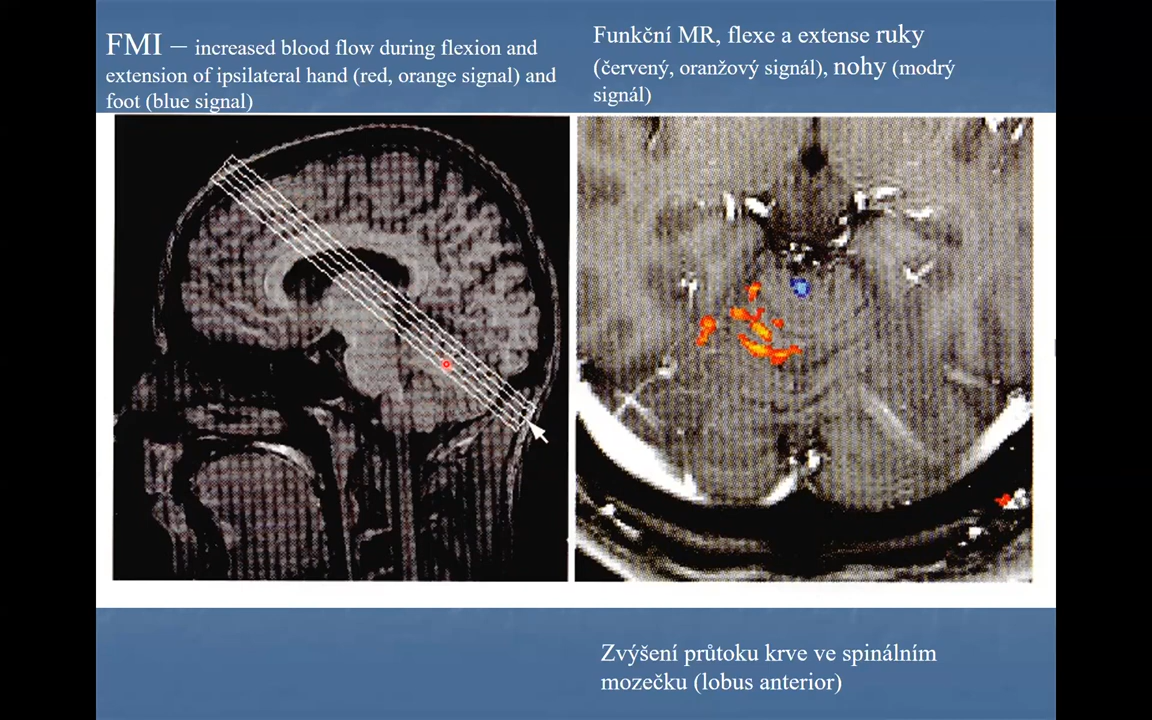 FMI – increased blood flow during flexion and
extension of ipsilateral hand (red, orange signal) and
foot (blue signal)
Funkční MR, flexe a extense ruky
(červený, oranžový signál), nohy (modrý
signál)
Zvýšení průtoku krve ve spinálním
mozečku (lobus anterior)